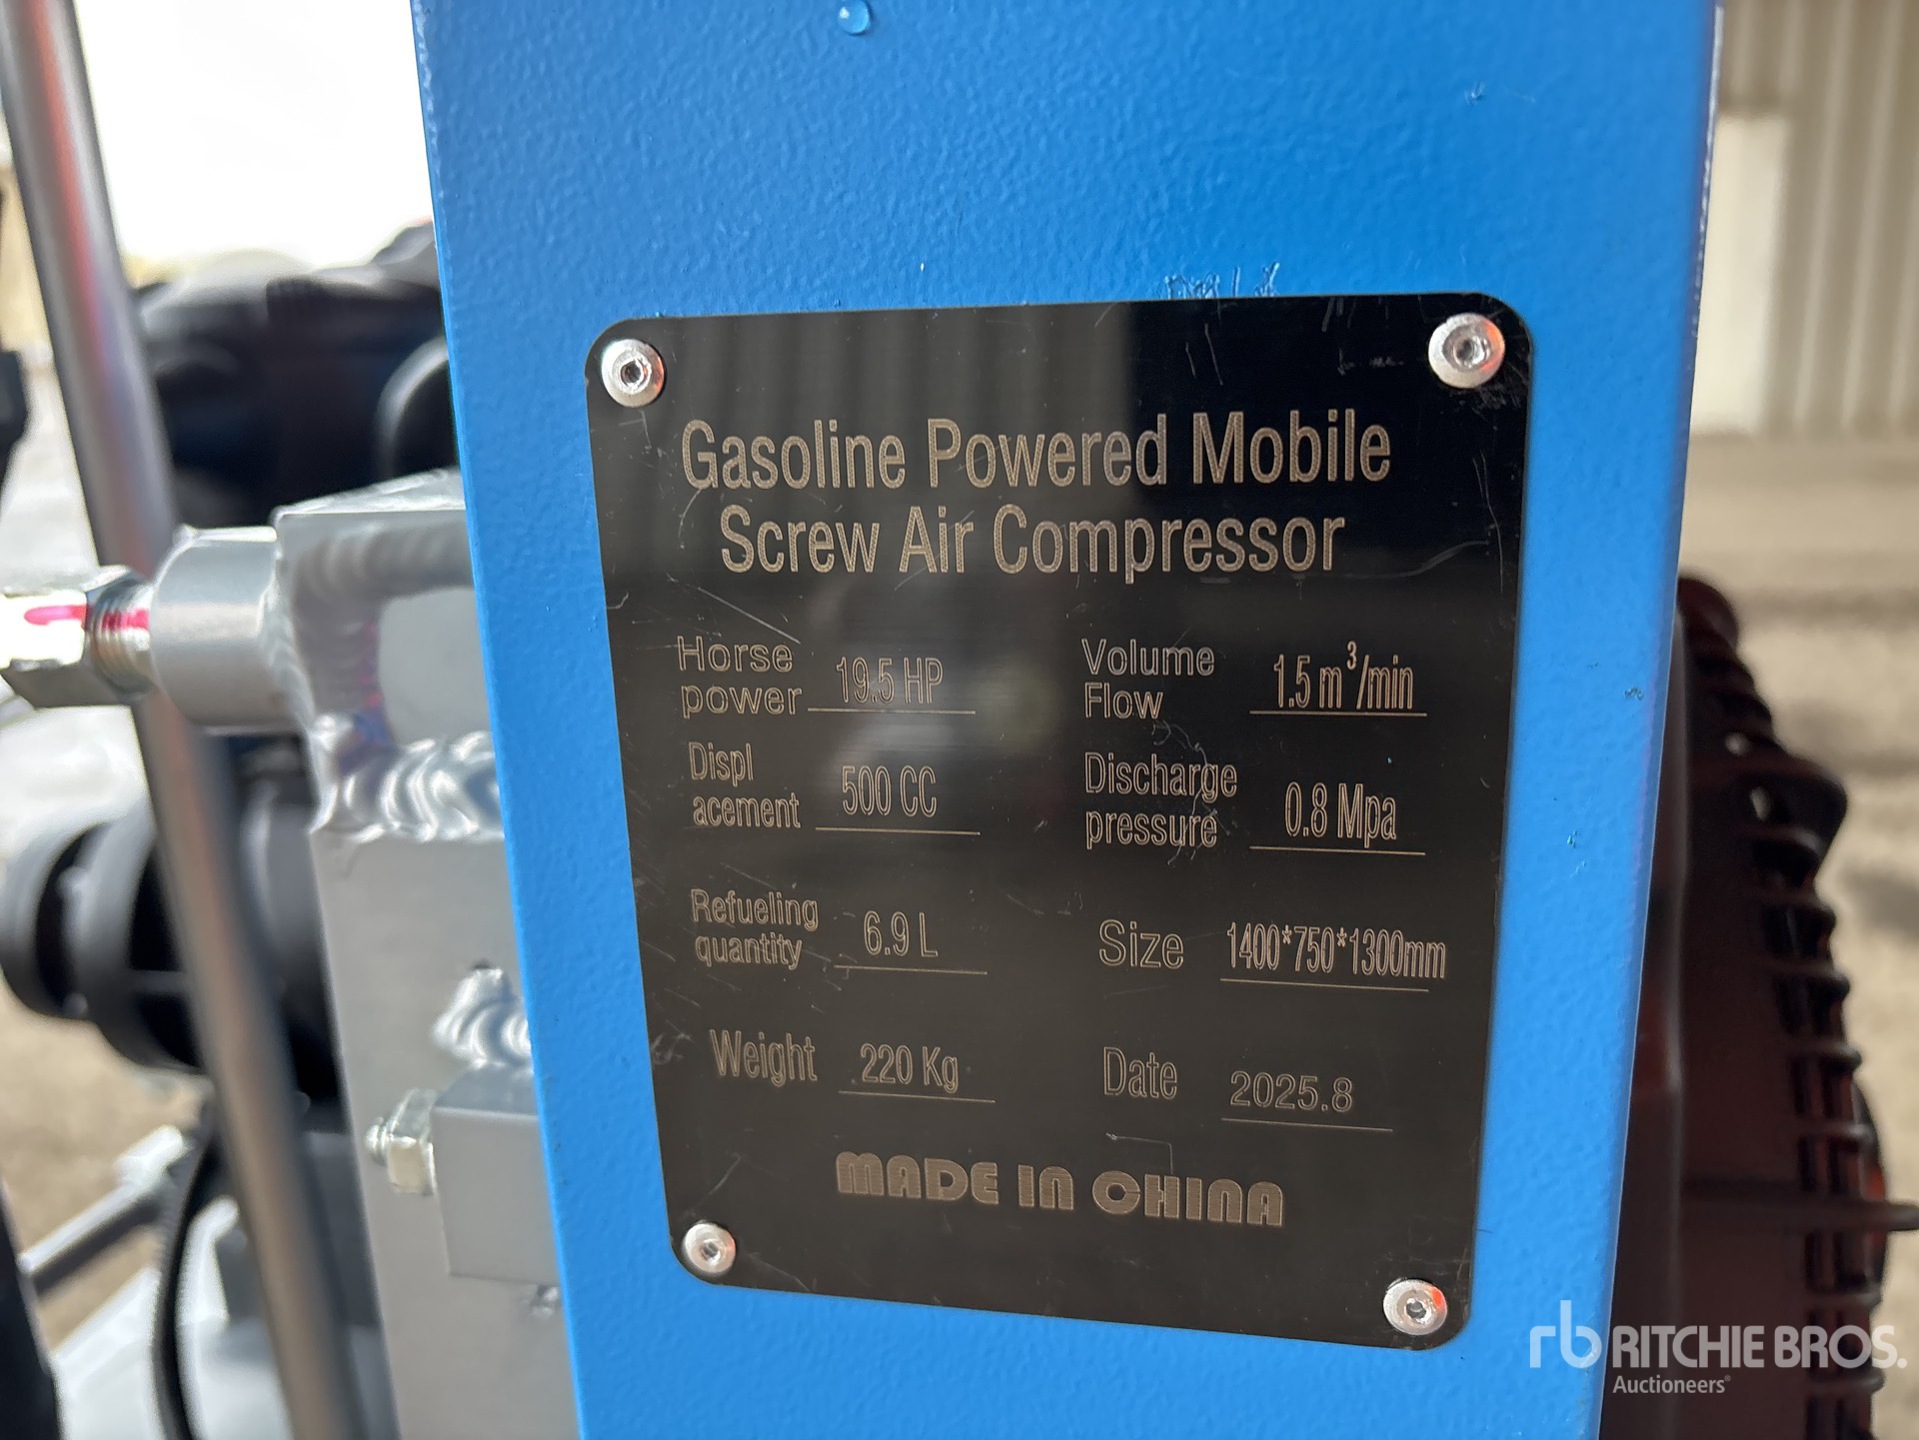 Gasoline Powered Mobile
Screw Air Compressor
Horse
power 19.5 HP
Volume
Flow 1.5 m³/min
Displ
acement 500 CC
Discharge
pressure 0.8 Mpa
Refueling
quantity 6.9 L
Size 1400*750*1300mm
Weight 220 Kg
Date 2025.8
MADE IN CHINA
rb RITCHIE BROS.
Auctioneers®